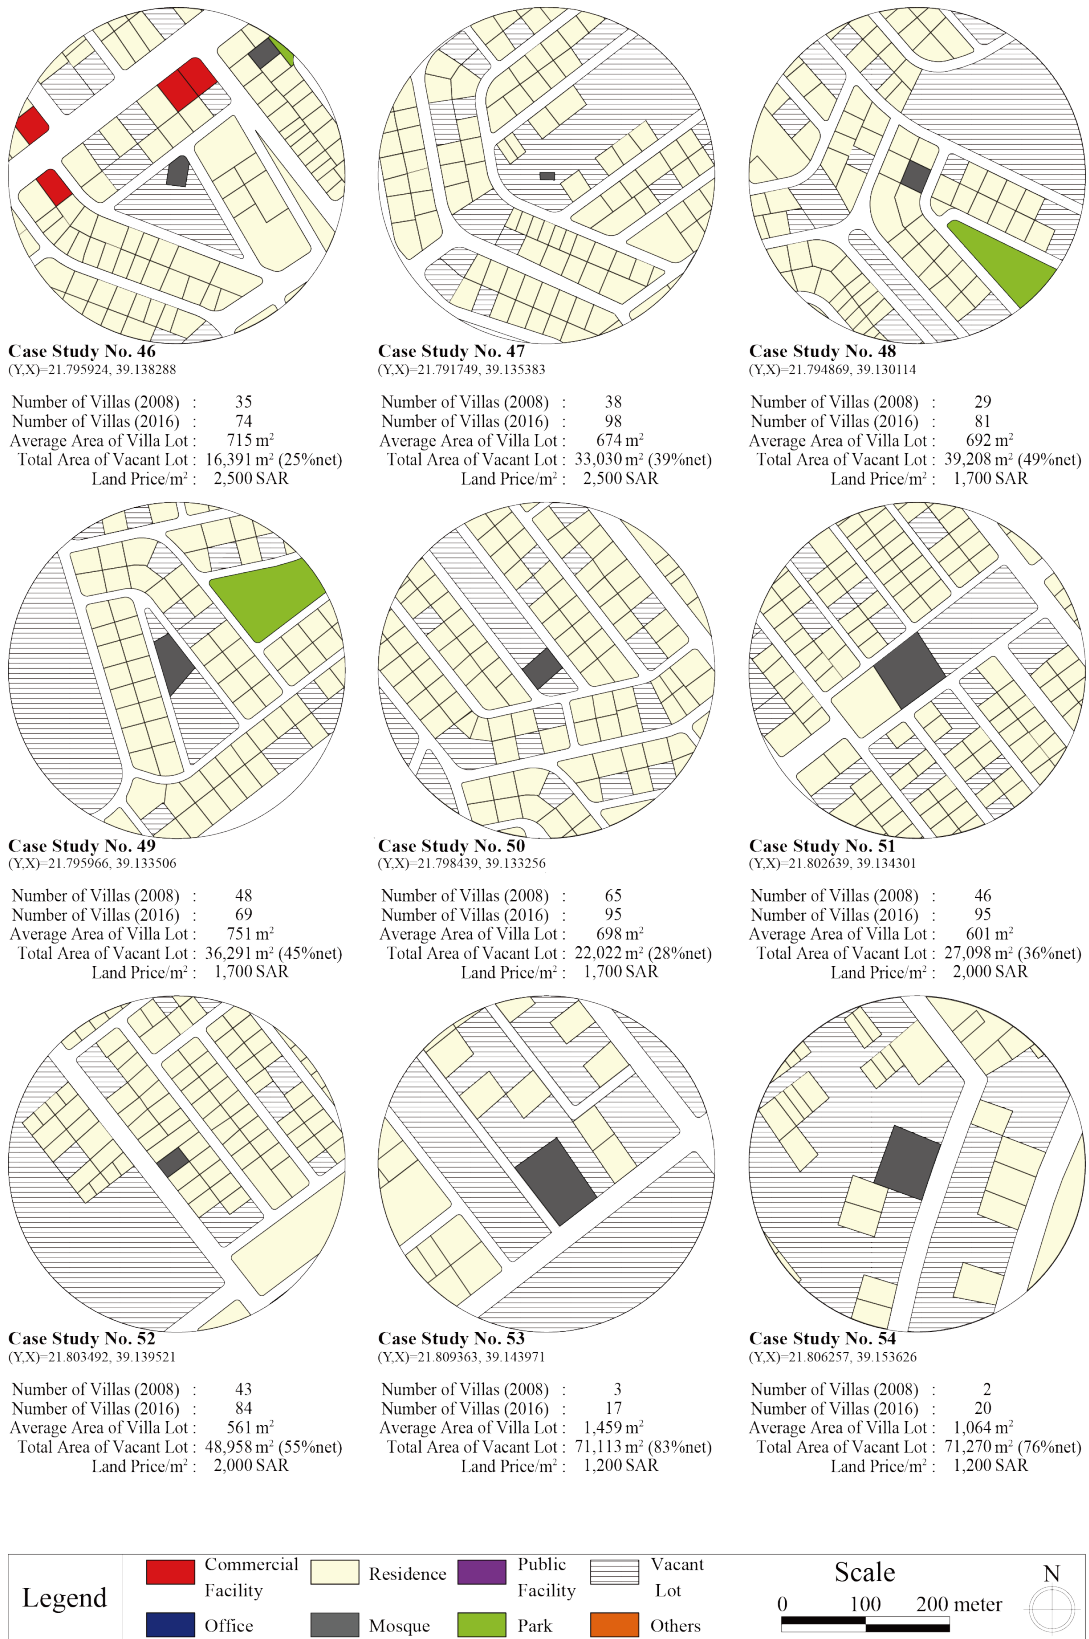 Case Study No. 46
(Y,X)=21.795924, 39.138288
Number of Villas (2008) : 35
Number of Villas (2016) : 74
Average Area of Villa Lot : 715 m²
Total Area of Vacant Lot : 16,391 m² (25%net)
Land Price/m² : 2,500 SAR
Case Study No. 47
(Y,X)=21.791749, 39.135383
Number of Villas (2008) : 38
Number of Villas (2016) : 98
Average Area of Villa Lot : 674 m²
Total Area of Vacant Lot : 33,030 m² (39%net)
Land Price/m² : 2,500 SAR
Case Study No. 48
(Y,X)=21.794869, 39.130114
Number of Villas (2008) : 29
Number of Villas (2016) : 81
Average Area of Villa Lot : 692 m²
Total Area of Vacant Lot : 39,208 m² (49%net)
Land Price/m² : 1,700 SAR
Case Study No. 49
(Y,X)=21.795966, 39.133506
Number of Villas (2008) : 48
Number of Villas (2016) : 69
Average Area of Villa Lot : 751 m²
Total Area of Vacant Lot : 36,291 m² (45%net)
Land Price/m² : 1,700 SAR
Case Study No. 50
(Y,X)=21.798439, 39.133256
Number of Villas (2008) : 65
Number of Villas (2016) : 95
Average Area of Villa Lot : 698 m²
Total Area of Vacant Lot : 22,022 m² (28%net)
Land Price/m² : 1,700 SAR
Case Study No. 51
(Y,X)=21.802639, 39.134301
Number of Villas (2008) : 46
Number of Villas (2016) : 95
Average Area of Villa Lot : 601 m²
Total Area of Vacant Lot : 27,098 m² (36%net)
Land Price/m² : 2,000 SAR
Case Study No. 52
(Y,X)=21.803492, 39.139521
Number of Villas (2008) : 43
Number of Villas (2016) : 84
Average Area of Villa Lot : 561 m²
Total Area of Vacant Lot : 48,958 m² (55%net)
Land Price/m² : 2,000 SAR
Case Study No. 53
(Y,X)=21.809363, 39.143971
Number of Villas (2008) : 3
Number of Villas (2016) : 17
Average Area of Villa Lot : 1,459 m²
Total Area of Vacant Lot : 71,113 m² (83%net)
Land Price/m² : 1,200 SAR
Case Study No. 54
(Y,X)=21.806257, 39.153626
Number of Villas (2008) : 2
Number of Villas (2016) : 20
Average Area of Villa Lot : 1,064 m²
Total Area of Vacant Lot : 71,270 m² (76%net)
Land Price/m² : 1,200 SAR
Legend
Commercial
Facility
Residence
Public
Facility
Vacant
Lot
Office
Mosque
Park
Others
Scale
0 100 200 meter
N